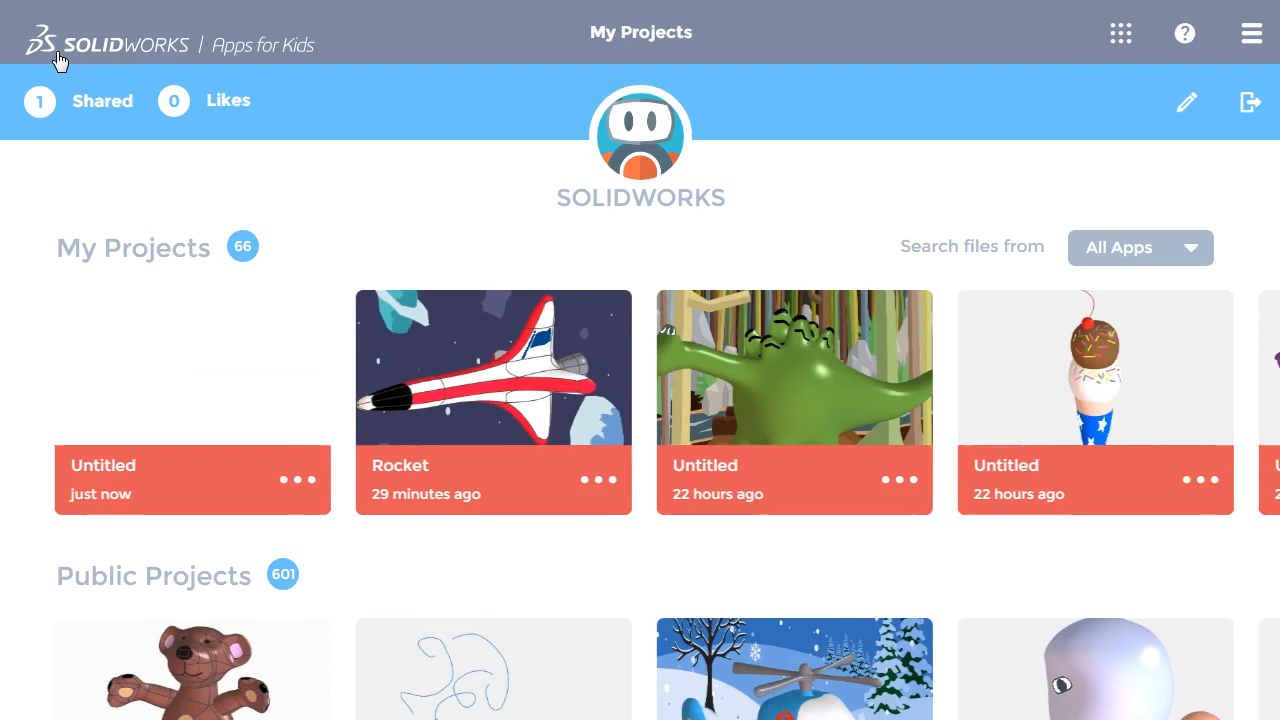 SOLIDWORKS | Apps for Kids
My Projects
1 Shared 0 Likes
SOLIDWORKS
My Projects 66
Search files from All Apps
Untitled
just now
Rocket
29 minutes ago
Untitled
22 hours ago
Untitled
22 hours ago
Public Projects 601